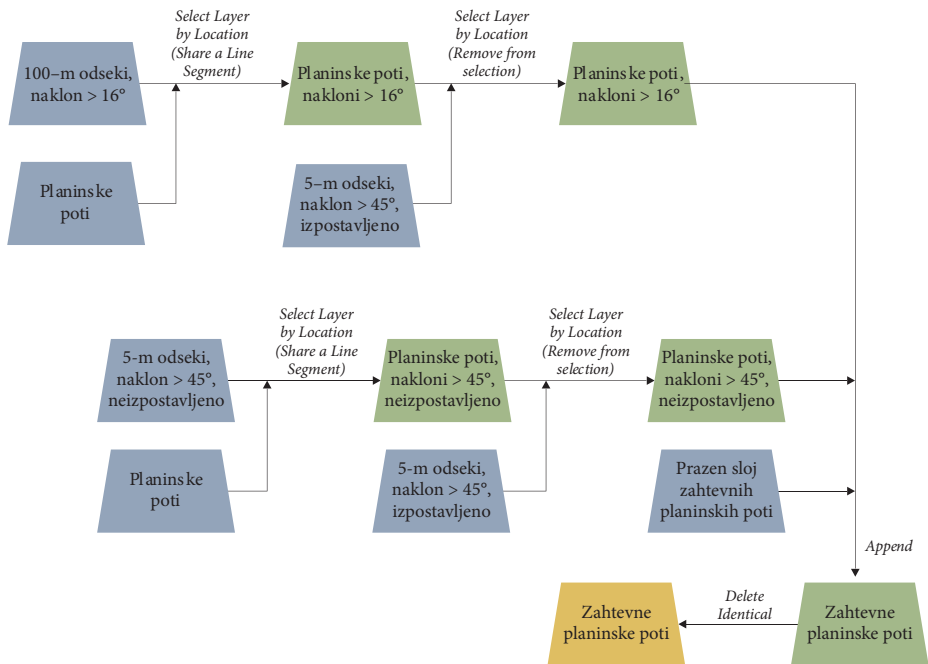 Select Layer
by Location
(Share a Line
Segment)
Select Layer
by Location
(Remove from
selection)
100–m odseki,
naklon > 16°
Planinske poti,
nakloni > 16°
Planinske poti,
nakloni > 16°
Planinske
poti
5–m odseki,
naklon > 45°,
izpostavljeno
Select Layer
by Location
(Share a Line
Segment)
Select Layer
by Location
(Remove from
selection)
5-m odseki,
naklon > 45°,
neizpostavljeno
Planinske poti,
nakloni > 45°,
neizpostavljeno
Planinske poti,
nakloni > 45°,
neizpostavljeno
Planinske
poti
5-m odseki,
naklon > 45°,
izpostavljeno
Prazen sloj
zahtevnih
planinskih poti
Append
Zahtevne
planinske poti
Delete
Identical
Zahtevne
planinske poti